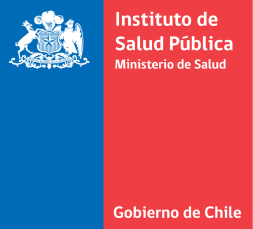 Instituto de
Salud Pública
Ministerio de Salud
Gobierno de Chile